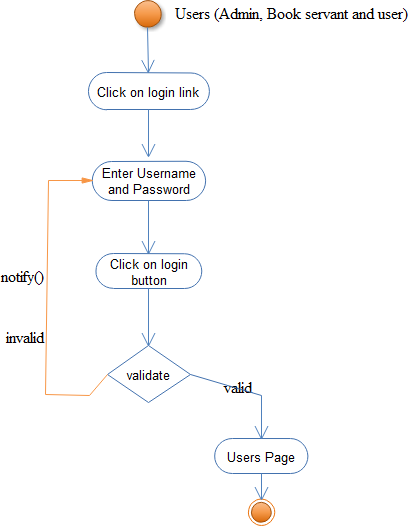 Users (Admin, Book servant and user)
Click on login link
Enter Username
and Password
Click on login
button
notify()
invalid
validate
valid
Users Page